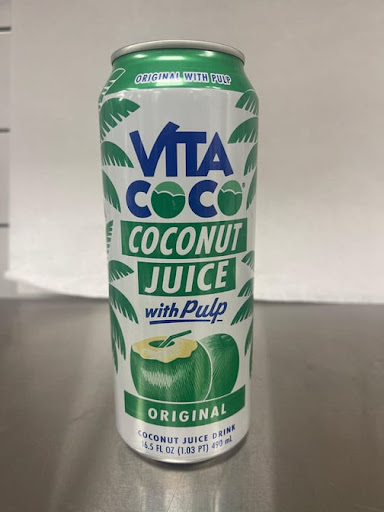 ORIGINAL WITH PULP
VITA
COCO®
COCONUT
JUICE
with Pulp
ORIGINAL
COCONUT JUICE DRINK
16.5 FL OZ (1.03 PT) 490 mL